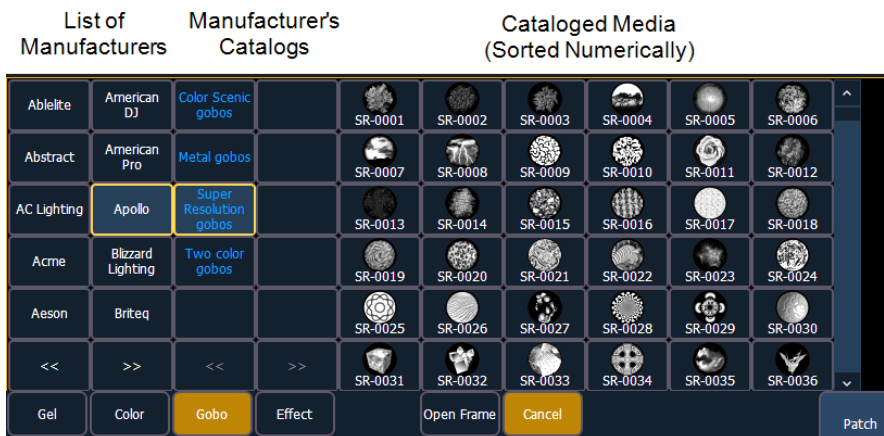 List of
Manufacturers
Manufacturer's
Catalogs
Cataloged Media
(Sorted Numerically)
Ablelite
American
DJ
Color Scenic
gobos
SR-0001
SR-0002
SR-0003
SR-0004
SR-0005
SR-0006
Abstract
American
Pro
Metal gobos
SR-0007
SR-0008
SR-0009
SR-0010
SR-0011
SR-0012
AC Lighting
Apollo
Super
Resolution
gobos
SR-0013
SR-0014
SR-0015
SR-0016
SR-0017
SR-0018
Acme
Blizzard
Lighting
Two color
gobos
SR-0019
SR-0020
SR-0021
SR-0022
SR-0023
SR-0024
Aeson
Briteq
SR-0025
SR-0026
SR-0027
SR-0028
SR-0029
SR-0030
<<
>>
<<
>>
SR-0031
SR-0032
SR-0033
SR-0034
SR-0035
SR-0036
Gel
Color
Gobo
Effect
Open Frame
Cancel
Patch